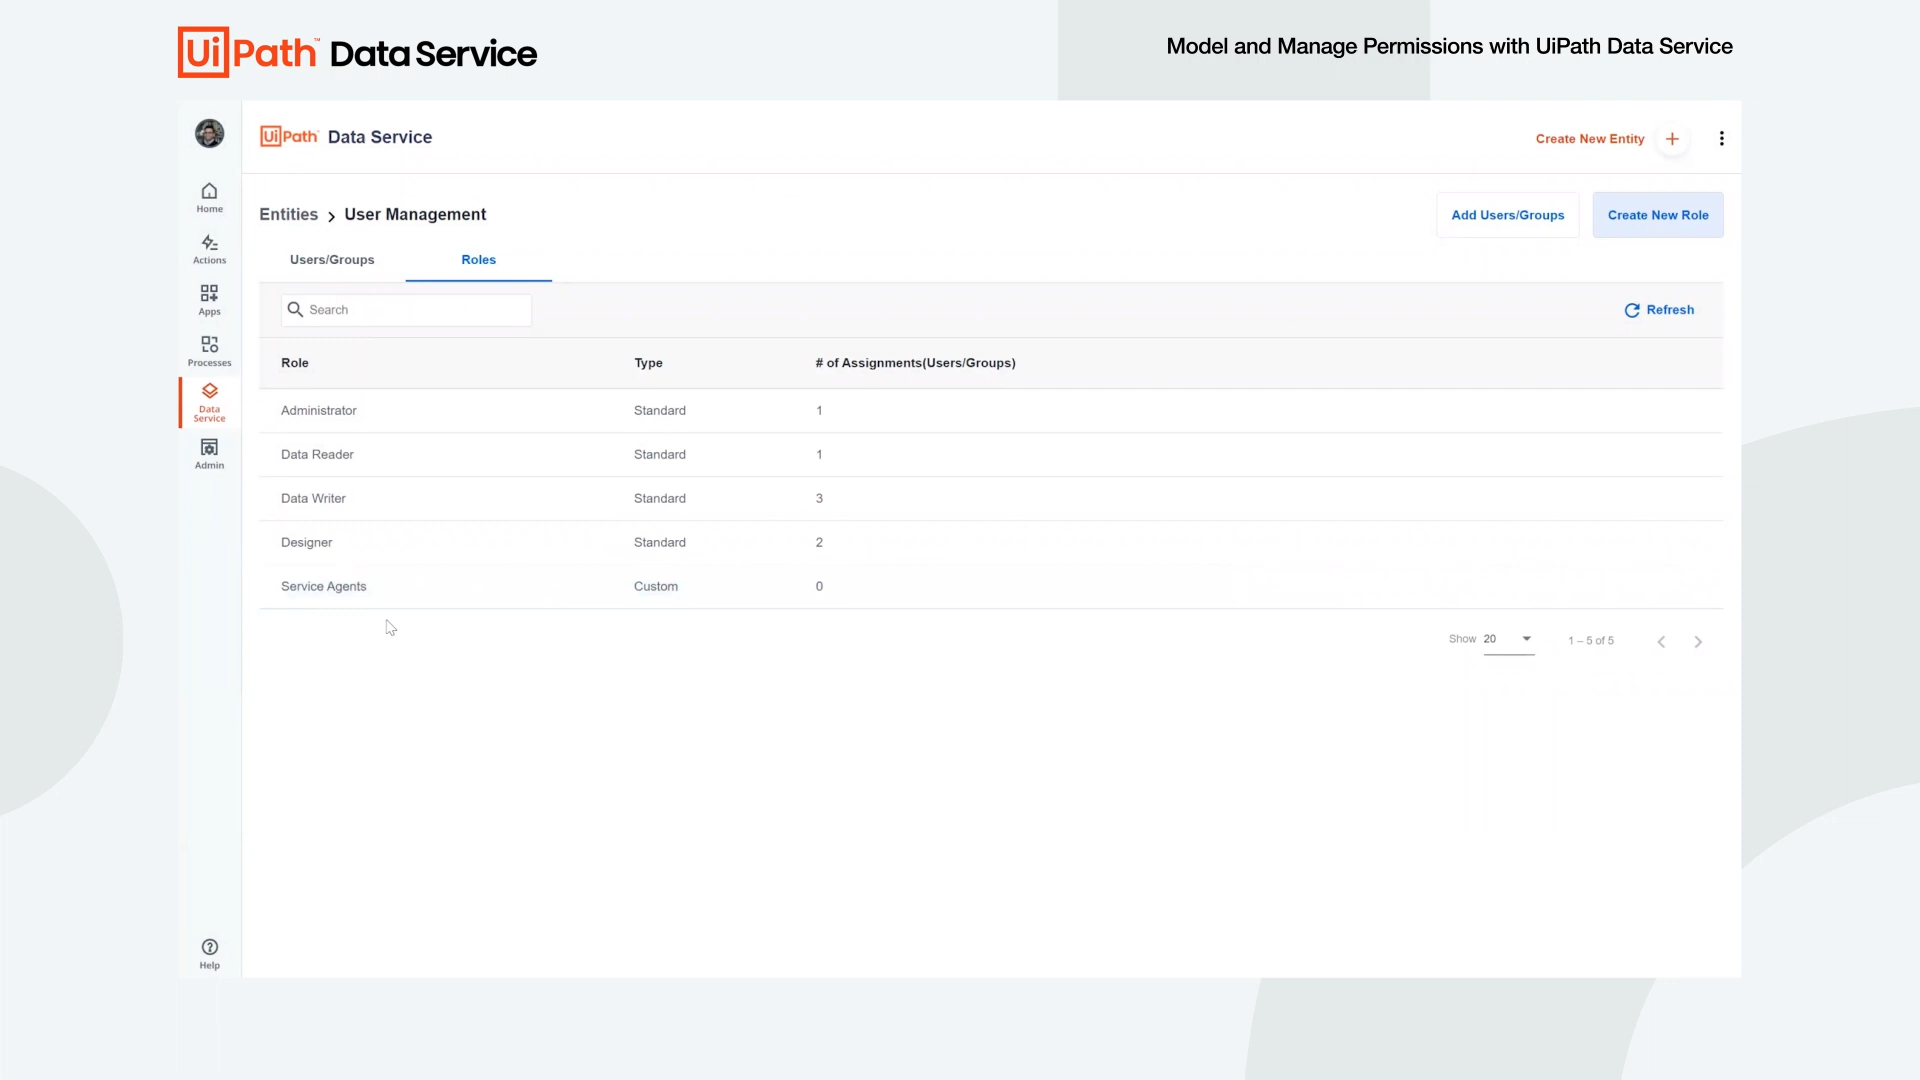 UiPath™ Data Service
Model and Manage Permissions with UiPath Data Service
UiPath Data Service
Create New Entity +
Home
Actions
Apps
Processes
Data
Service
Admin
Help
Entities > User Management
Add Users/Groups
Create New Role
Users/Groups
Roles
Search
Refresh
Role Type # of Assignments(Users/Groups)
Administrator Standard 1
Data Reader Standard 1
Data Writer Standard 3
Designer Standard 2
Service Agents Custom 0
Show 20 1 – 5 of 5